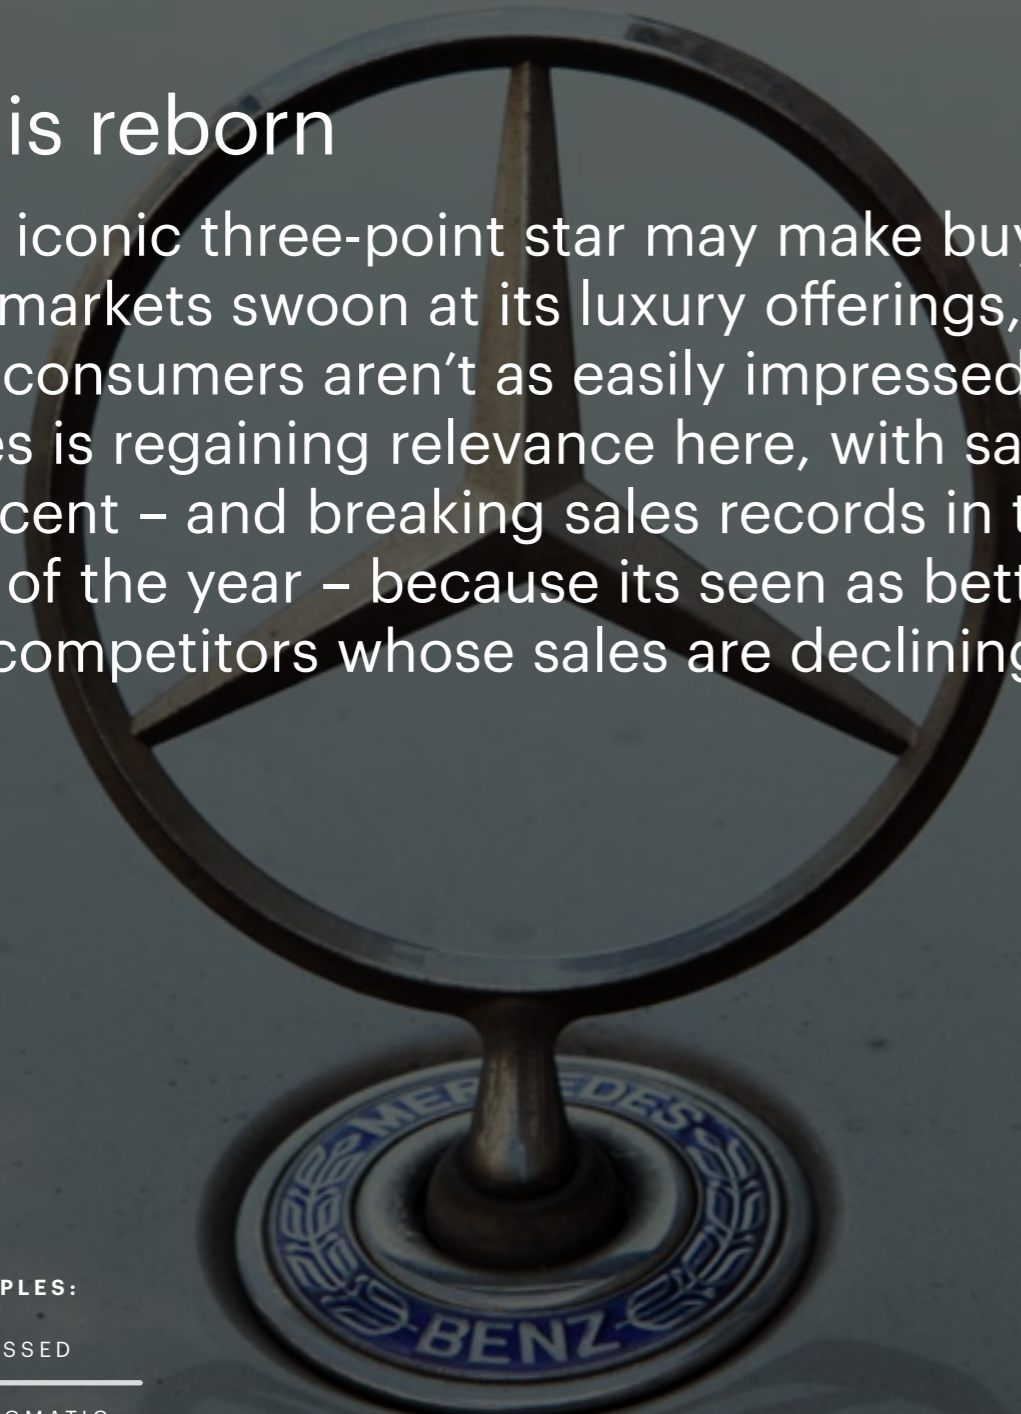 is reborn
iconic three-point star may make buy
markets swoon at its luxury offerings,
consumers aren’t as easily impressed
es is regaining relevance here, with sa
cent – and breaking sales records in t
of the year – because its seen as bett
competitors whose sales are declining
MERCEDES
BENZ
PLES:
SSED
OMATIC